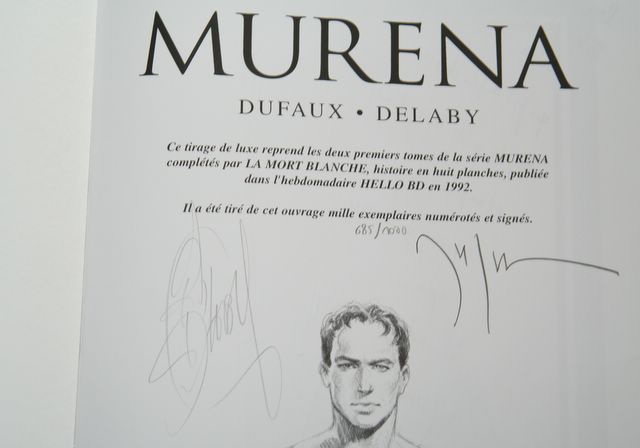 MURENA
DUFAUX • DELABY
Ce tirage de luxe reprend les deux premiers tomes de la série MURENA
complétés par LA MORT BLANCHE, histoire en huit planches, publiée
dans l'hebdomadaire HELLO BD en 1992.
Il a été tiré de cet ouvrage mille exemplaires numérotés et signés.
685/1000